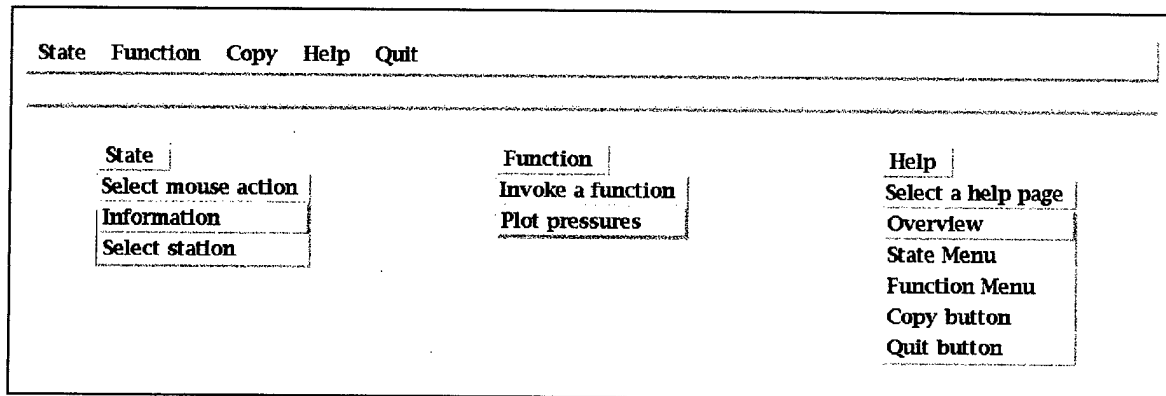 State Function Copy Help Quit
State
Select mouse action
Information
Select station
Function
Invoke a function
Plot pressures
Help
Select a help page
Overview
State Menu
Function Menu
Copy button
Quit button